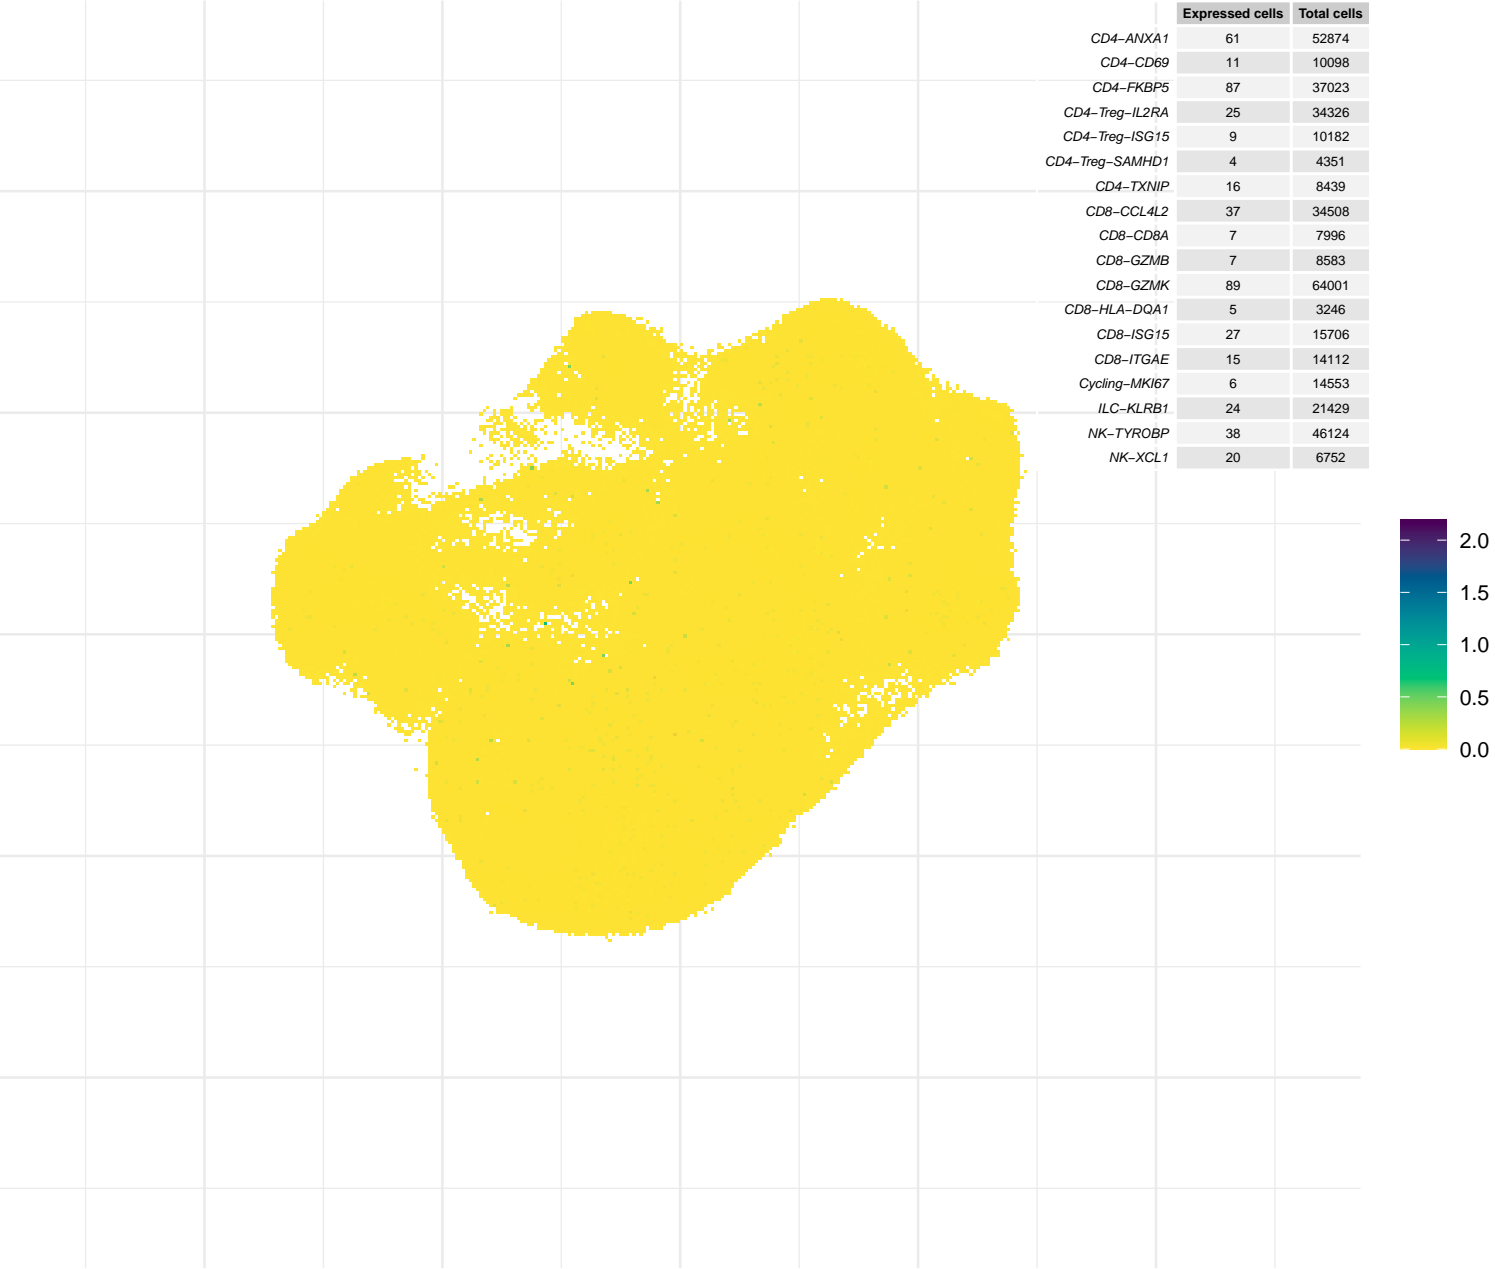 Expressed cells Total cells
CD4−ANXA1 61 52874
CD4−CD69 11 10098
CD4−FKBP5 87 37023
CD4−Treg−IL2RA 25 34326
CD4−Treg−ISG15 9 10182
CD4−Treg−SAMHD1 4 4351
CD4−TXNIP 16 8439
CD8−CCL4L2 37 34508
CD8−CD8A 7 7996
CD8−GZMB 7 8583
CD8−GZMK 89 64001
CD8−HLA−DQA1 5 3246
CD8−ISG15 27 15706
CD8−ITGAE 15 14112
Cycling−MKI67 6 14553
ILC−KLRB1 24 21429
NK−TYROBP 38 46124
NK−XCL1 20 6752
2.0
1.5
1.0
0.5
0.0